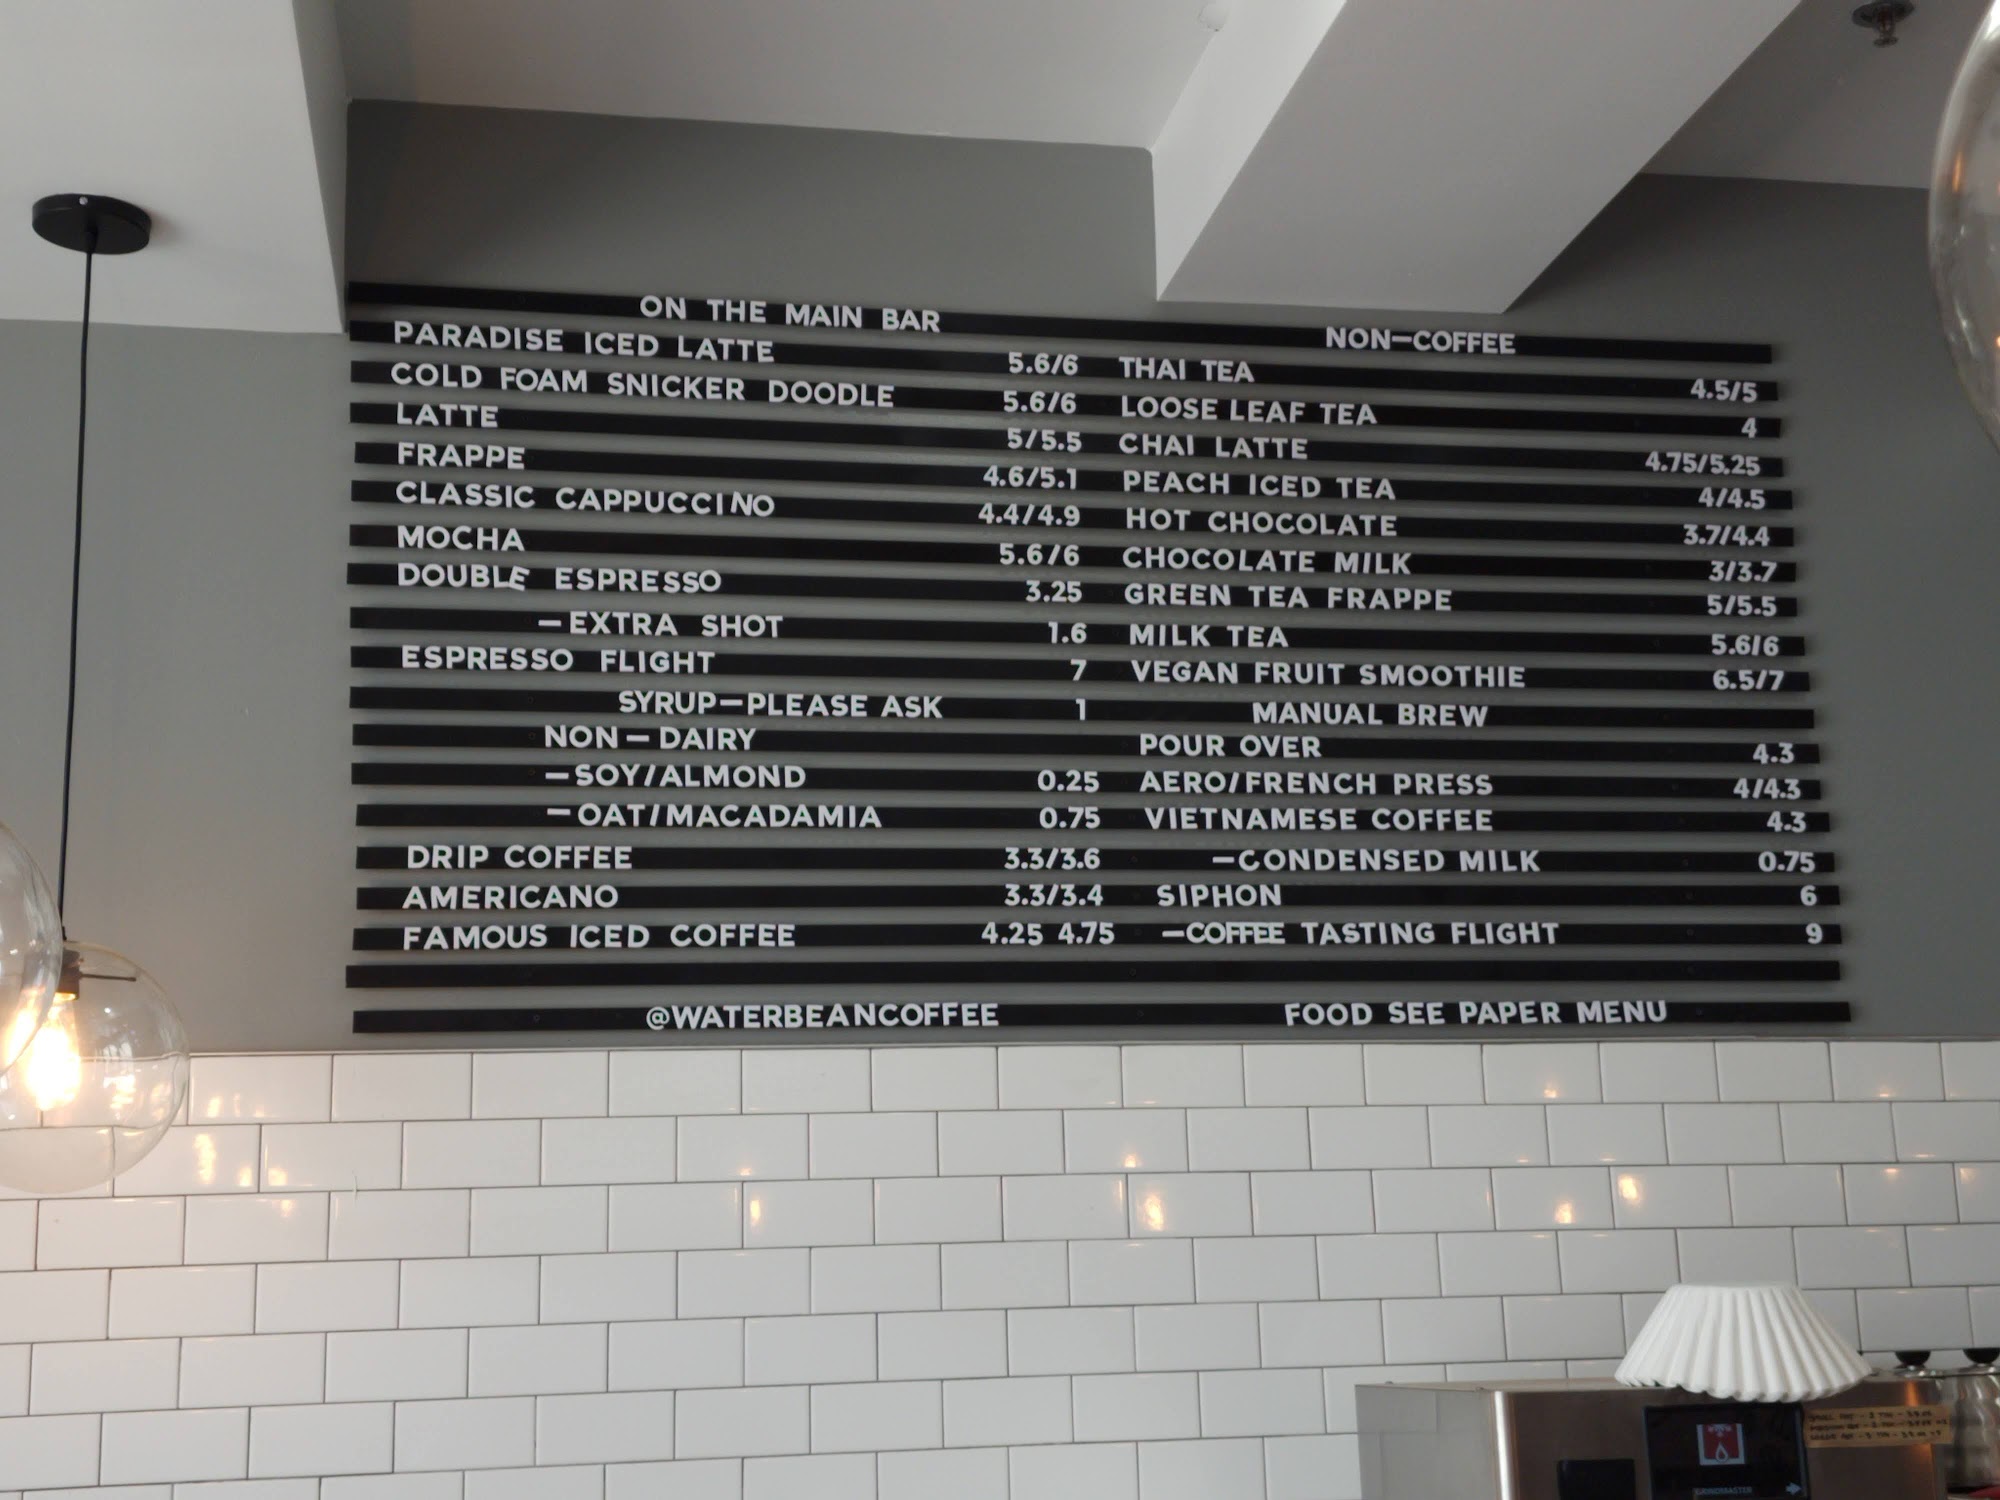 ON THE MAIN BAR
PARADISE ICED LATTE 5.6/6
COLD FOAM SNICKER DOODLE 5.6/6
LATTE 5/5.5
FRAPPE 4.6/5.1
CLASSIC CAPPUCCINO 4.4/4.9
MOCHA 5.6/6
DOUBLE ESPRESSO 3.25
—EXTRA SHOT 1.6
ESPRESSO FLIGHT 7
SYRUP—PLEASE ASK 1
NON—DAIRY
—SOY/ALMOND 0.25
—OAT/MACADAMIA 0.75
DRIP COFFEE 3.3/3.6
AMERICANO 3.3/3.4
FAMOUS ICED COFFEE 4.25 4.75
@WATERBEANCOFFEE
NON—COFFEE
THAI TEA 4.5/5
LOOSE LEAF TEA 4
CHAI LATTE 4.75/5.25
PEACH ICED TEA 4/4.5
HOT CHOCOLATE 3.7/4.4
CHOCOLATE MILK 3/3.7
GREEN TEA FRAPPE 5/5.5
MILK TEA 5.6/6
VEGAN FRUIT SMOOTHIE 6.5/7
MANUAL BREW
POUR OVER 4.3
AERO/FRENCH PRESS 4/4.3
VIETNAMESE COFFEE 4.3
—CONDENSED MILK 0.75
SIPHON 6
—COFFEE TASTING FLIGHT 9
FOOD SEE PAPER MENU
GRINDMASTER